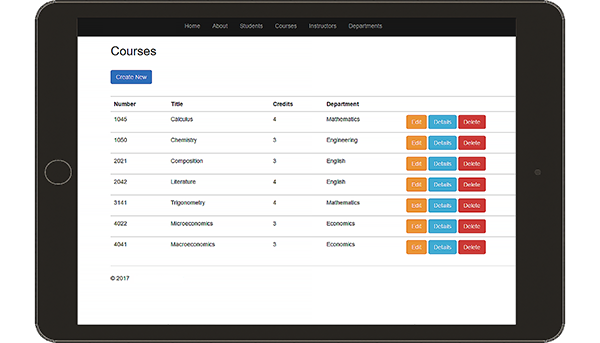 Home About Students Courses Instructors Departments
Courses
Create New
Number Title Credits Department
1045 Calculus 4 Mathematics Edit Details Delete
1050 Chemistry 3 Engineering Edit Details Delete
2021 Composition 3 English Edit Details Delete
2042 Literature 4 English Edit Details Delete
3141 Trigonometry 4 Mathematics Edit Details Delete
4022 Microeconomics 3 Economics Edit Details Delete
4041 Macroeconomics 3 Economics Edit Details Delete
© 2017